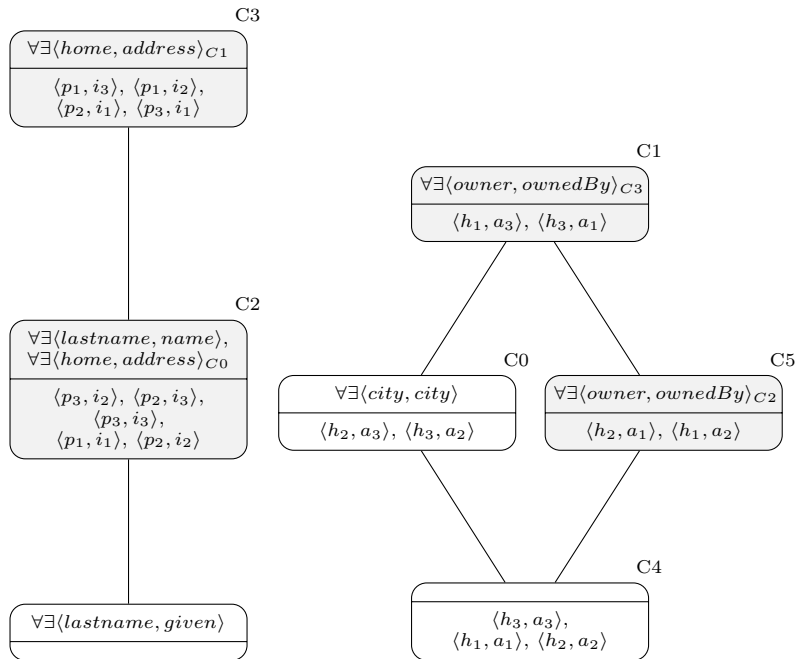 C3
∀∃⟨home, address⟩C1
⟨p1, i3⟩, ⟨p1, i2⟩,
⟨p2, i1⟩, ⟨p3, i1⟩
C2
∀∃⟨lastname, name⟩,
∀∃⟨home, address⟩C0
⟨p3, i2⟩, ⟨p2, i3⟩,
⟨p3, i3⟩,
⟨p1, i1⟩, ⟨p2, i2⟩
∀∃⟨lastname, given⟩
C1
∀∃⟨owner, ownedBy⟩C3
⟨h1, a3⟩, ⟨h3, a1⟩
C0
∀∃⟨city, city⟩
⟨h2, a3⟩, ⟨h3, a2⟩
C5
∀∃⟨owner, ownedBy⟩C2
⟨h2, a1⟩, ⟨h1, a2⟩
C4
⟨h3, a3⟩,
⟨h1, a1⟩, ⟨h2, a2⟩